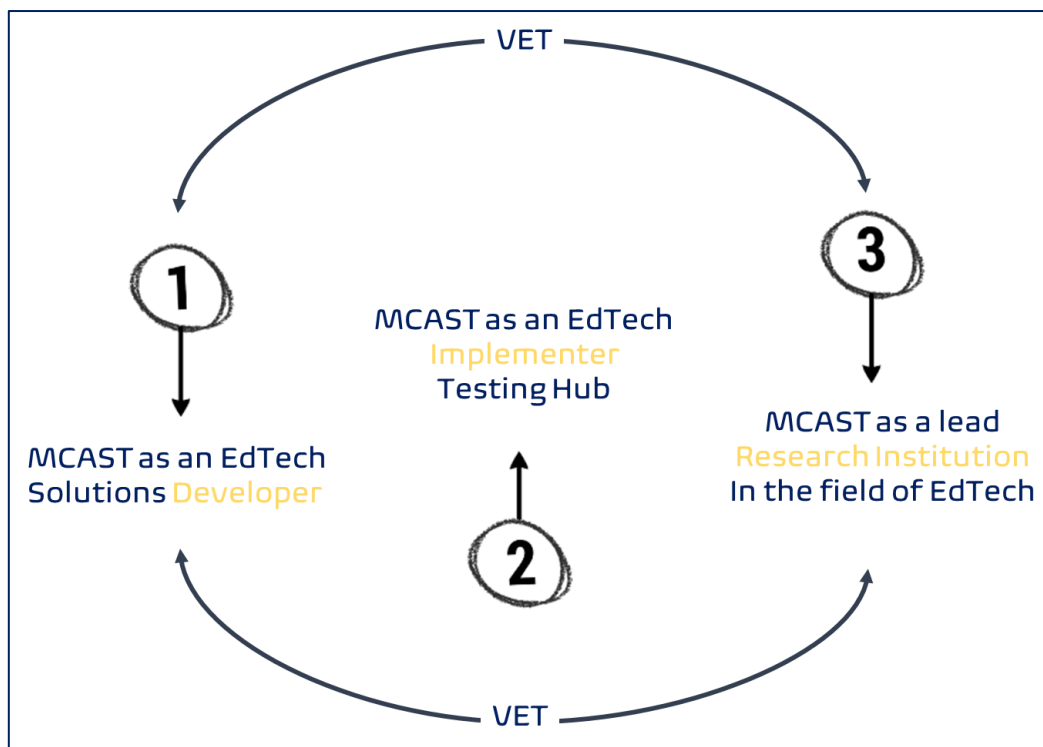 VET
1
MCAST as an EdTech
Solutions Developer
MCAST as an EdTech
Implementer
Testing Hub
2
3
MCAST as a lead
Research Institution
In the field of EdTech
VET